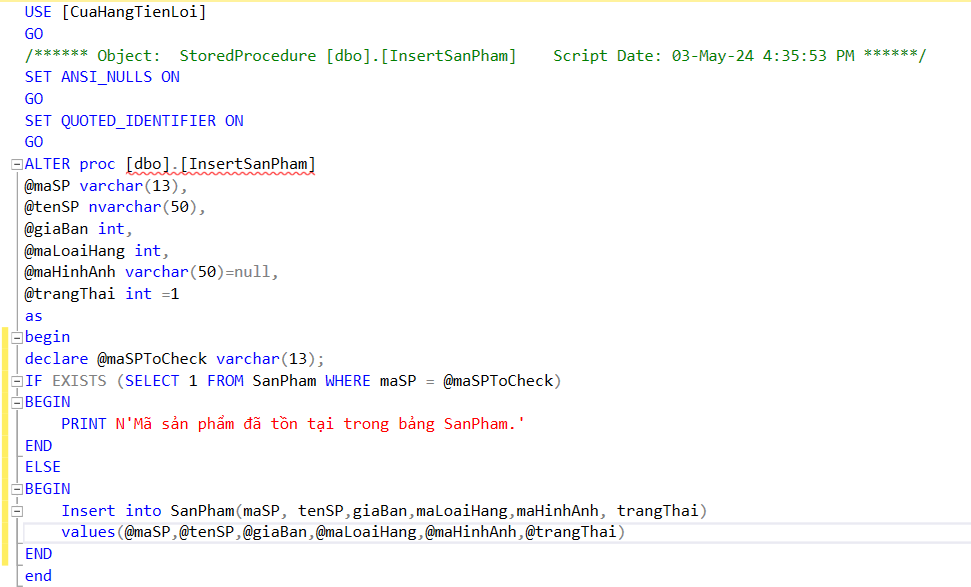 USE [CuaHangTienLoi]
GO
/****** Object:  StoredProcedure [dbo].[InsertSanPham]    Script Date: 03-May-24 4:35:53 PM ******/
SET ANSI_NULLS ON
GO
SET QUOTED_IDENTIFIER ON
GO
ALTER proc [dbo].[InsertSanPham]
@maSP varchar(13),
@tenSP nvarchar(50),
@giaBan int,
@maLoaiHang int,
@maHinhAnh varchar(50)=null,
@trangThai int =1
as
begin
declare @maSPToCheck varchar(13);
IF EXISTS (SELECT 1 FROM SanPham WHERE maSP = @maSPToCheck)
BEGIN
    PRINT N'Mã sản phẩm đã tồn tại trong bảng SanPham.'
END
ELSE
BEGIN
    Insert into SanPham(maSP, tenSP,giaBan,maLoaiHang,maHinhAnh, trangThai)
    values(@maSP,@tenSP,@giaBan,@maLoaiHang,@maHinhAnh,@trangThai)
END
end